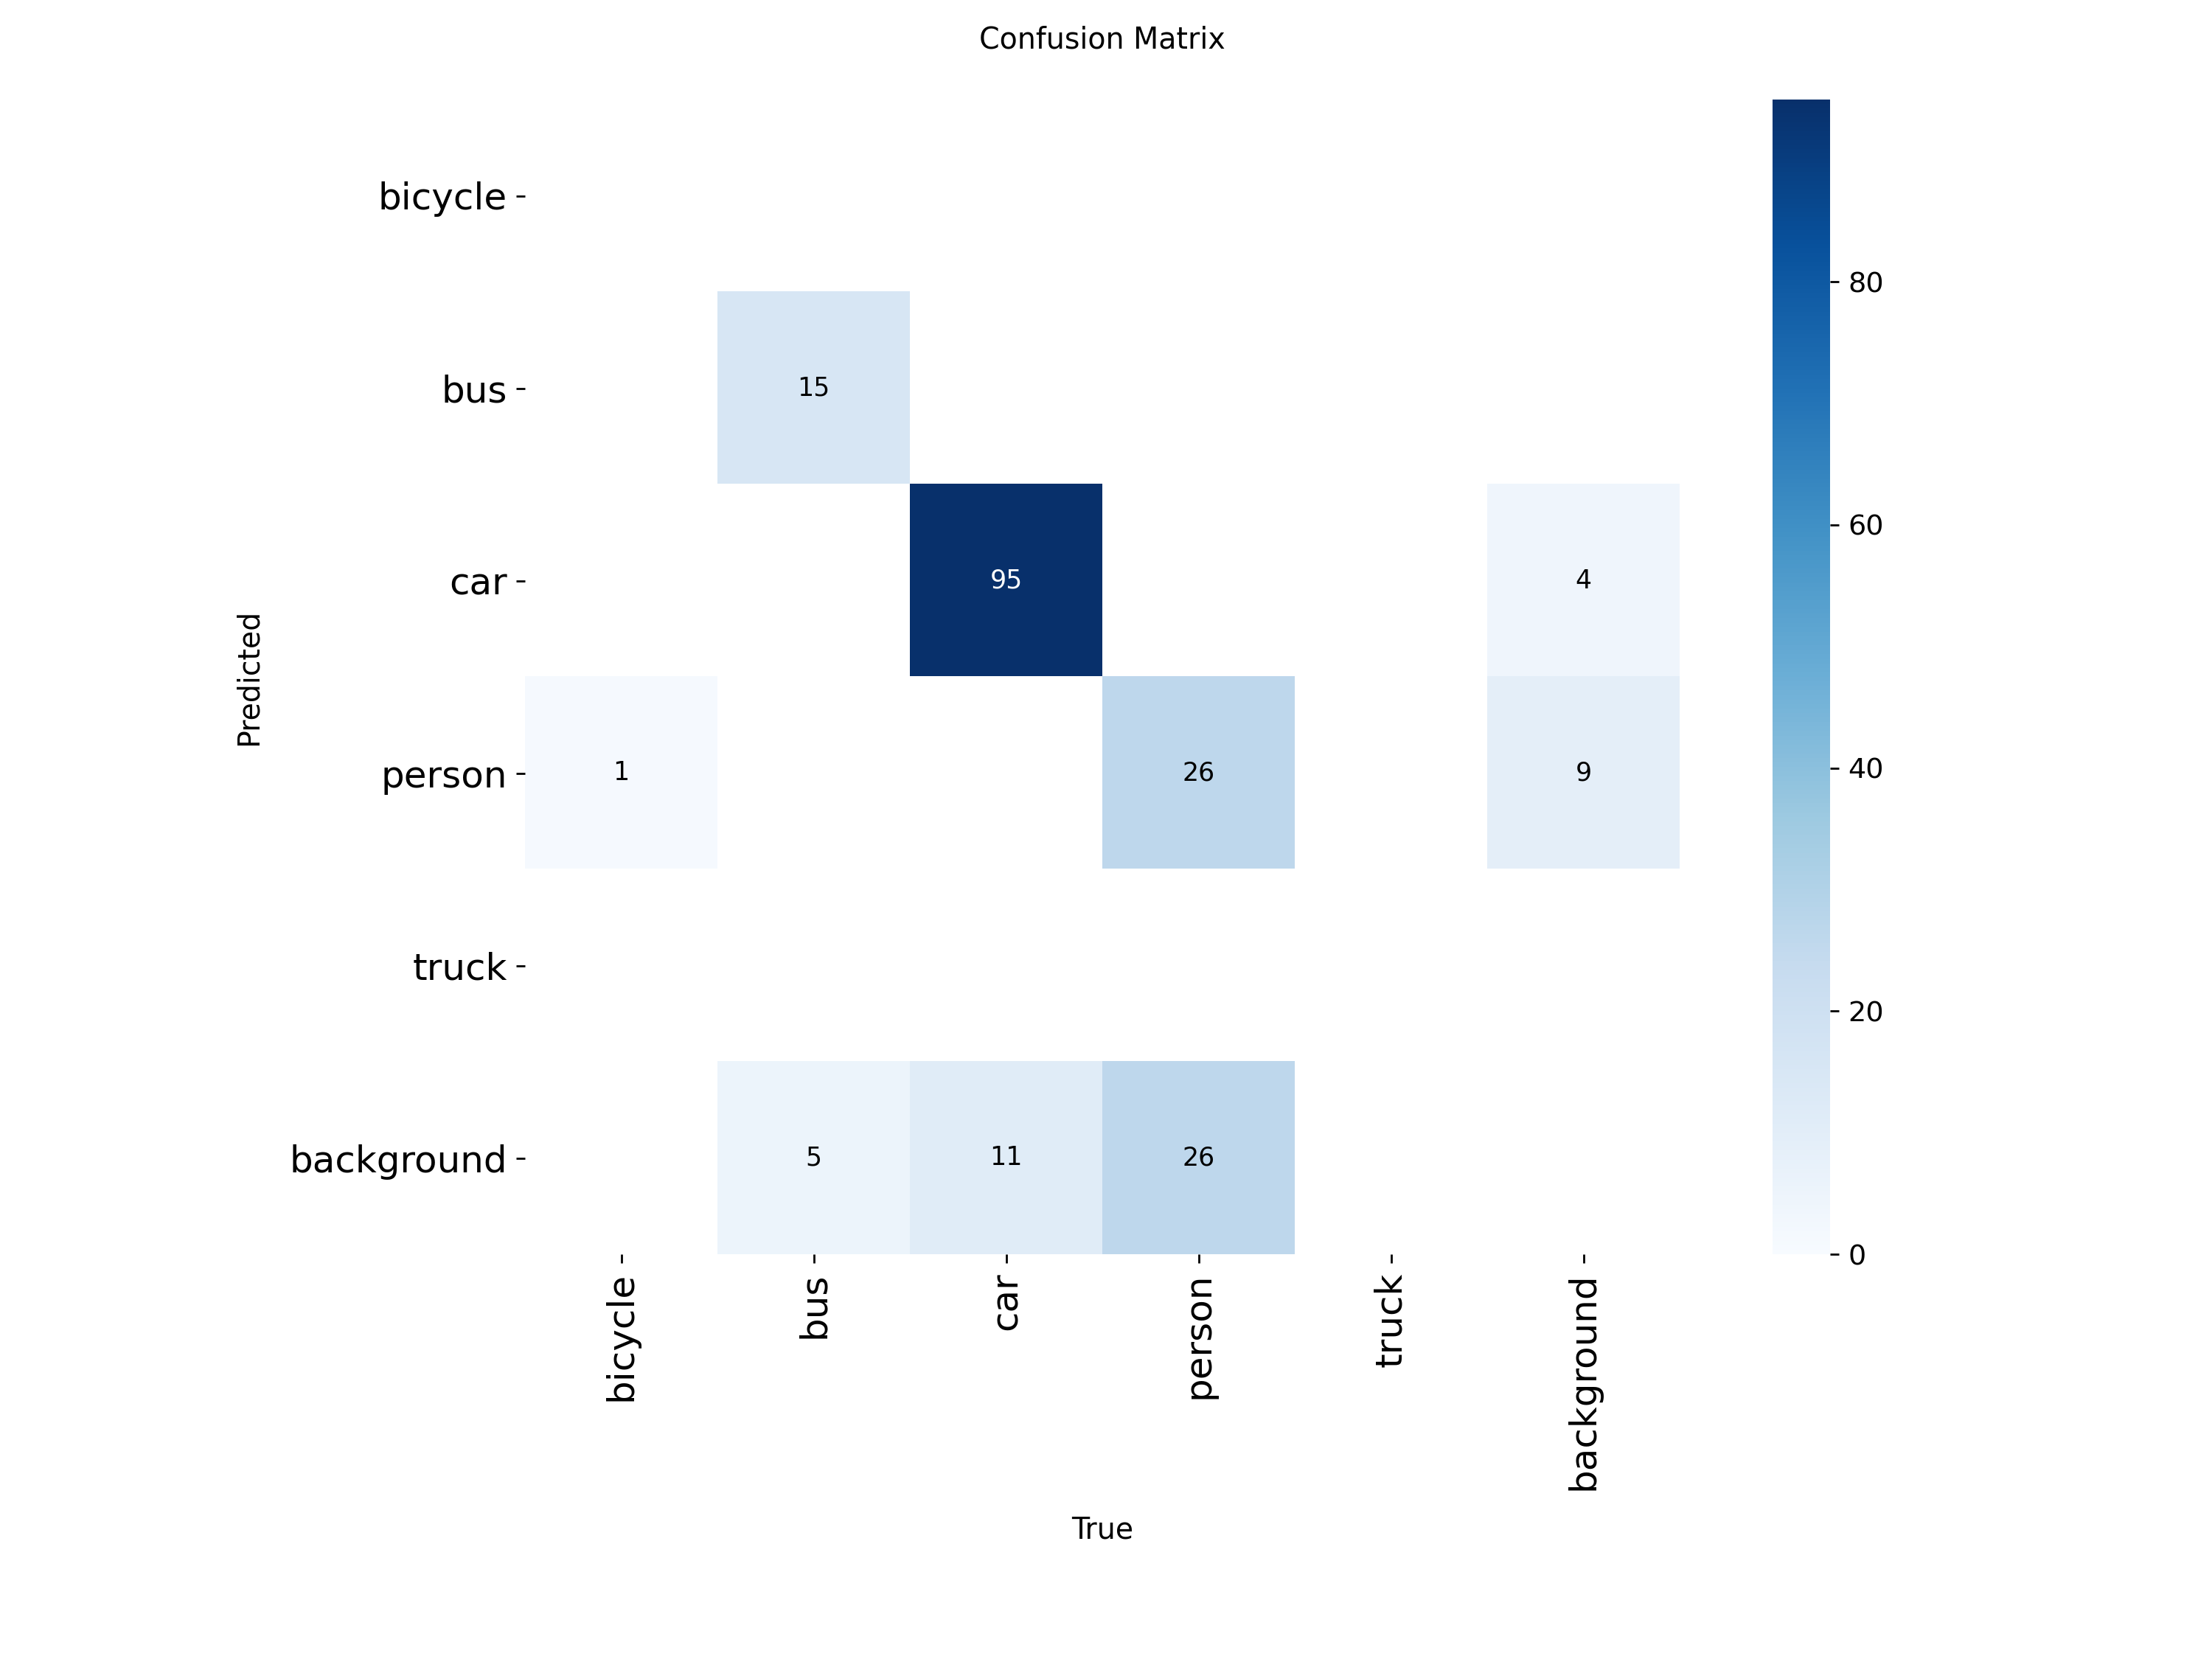 Confusion Matrix
bicycle
bus
car
person
truck
background
Predicted
15
95
4
1
26
9
5
11
26
bicycle
bus
car
person
truck
background
True
80
60
40
20
0